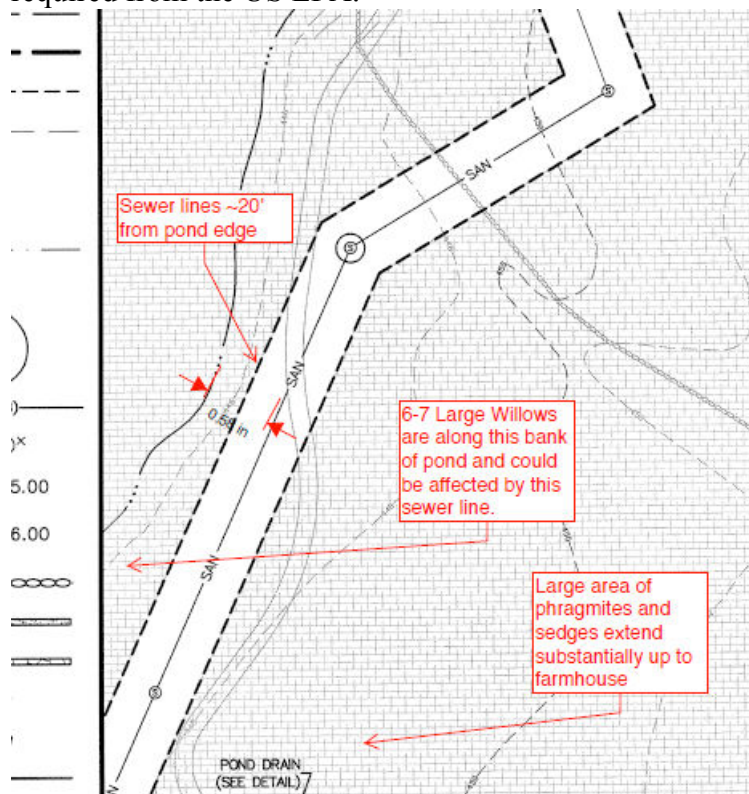 required from the US EPA.
Sewer lines ~20'
from pond edge
SAN
S
S
SAN
0.58 in
6-7 Large Willows
are along this bank
of pond and could
be affected by this
sewer line.
5.00
6.00
SAN
Large area of
phragmites and
sedges extend
substantially up to
farmhouse
S
POND DRAIN
(SEE DETAIL)